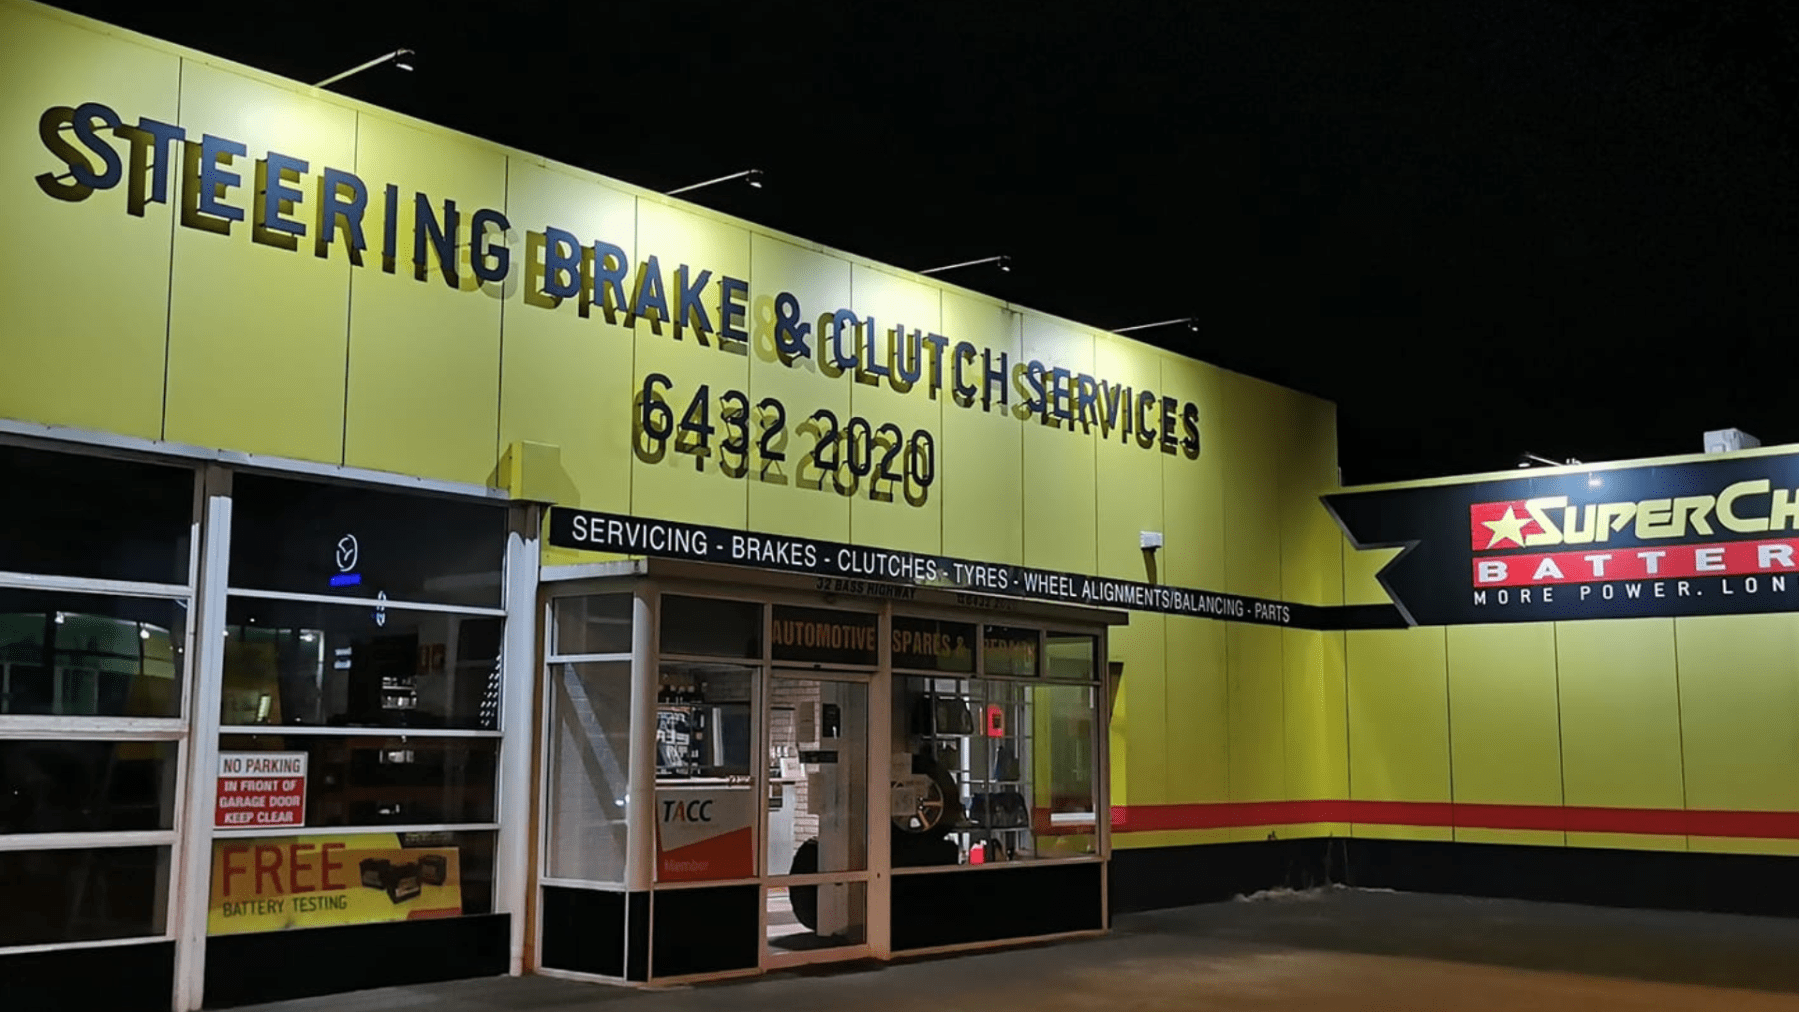 STEERING BRAKE & CLUTCH SERVICES
6432 2020
SERVICING - BRAKES - CLUTCHES - TYRES - WHEEL ALIGNMENTS/BALANCING - PARTS
32 BASS HIGHWAY
AUTOMOTIVE SPARES &
SUPERCH
BATTER
MORE POWER. LON
NO PARKING
IN FRONT OF
GARAGE DOOR
KEEP CLEAR
TACC
Member
FREE
BATTERY TESTING